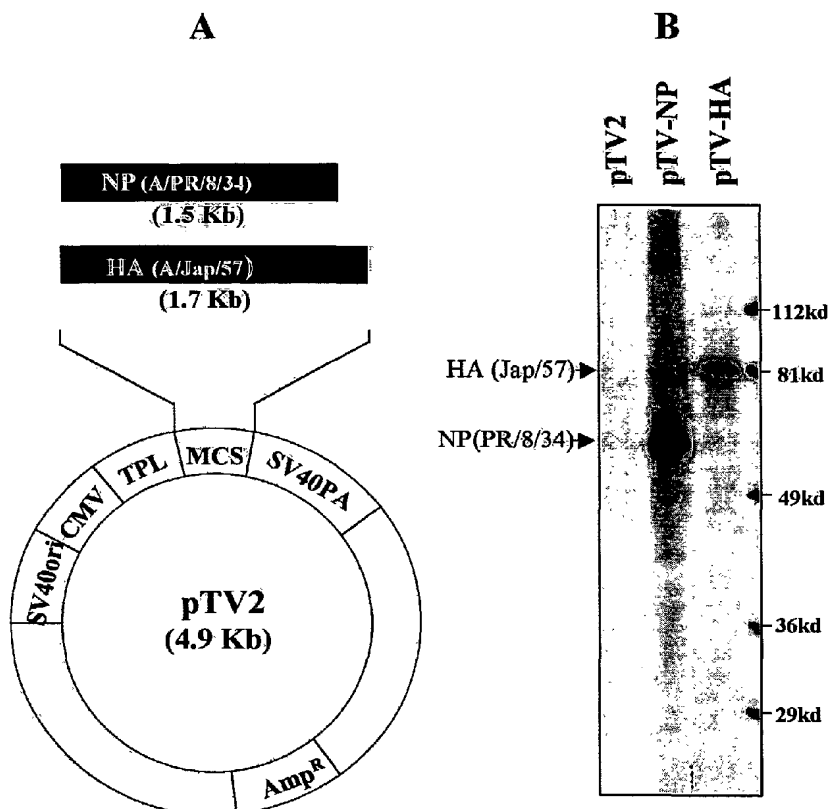 A
NP (A/PR/8/34)
(1.5 Kb)
HA (A/Jap/57)
(1.7 Kb)
SV40ori
CMV
TPL
MCS
SV40PA
pTV2
(4.9 Kb)
Amp^R
B
pTV2
pTV-NP
pTV-HA
HA (Jap/57)
NP(PR/8/34)
112kd
81kd
49kd
36kd
29kd